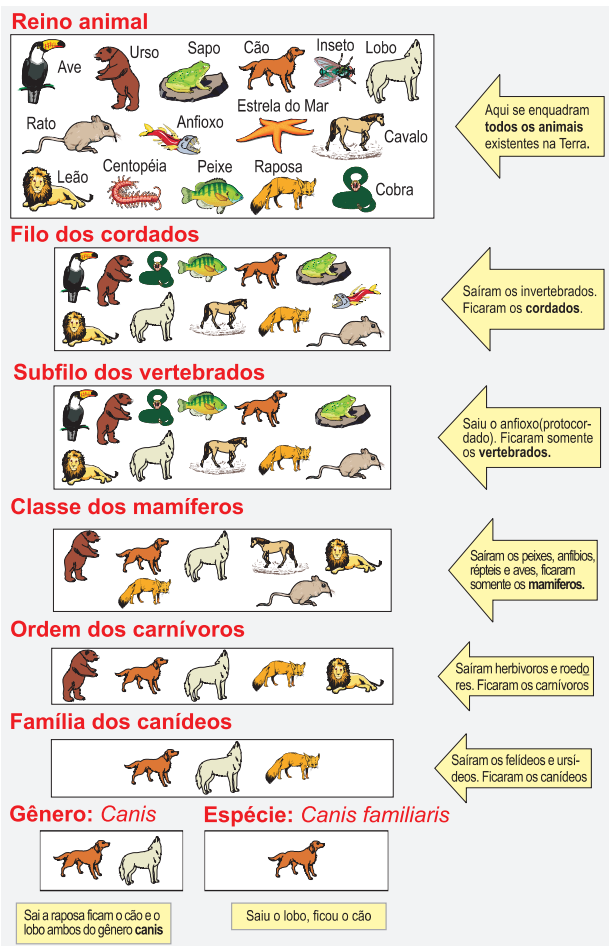 Reino animal
Ave
Urso
Sapo
Cão
Inseto
Lobo
Rato
Anfioxo
Estrela do Mar
Cavalo
Leão
Centopéia
Peixe
Raposa
Cobra
Aqui se enquadram
todos os animais
existentes na Terra.
Filo dos cordados
Saíram os invertebrados.
Ficaram os cordados.
Subfilo dos vertebrados
Saiu o anfioxo(protocor-
dado). Ficaram somente
os vertebrados.
Classe dos mamíferos
Saíram os peixes, anfíbios,
répteis e aves, ficaram
somente os mamiferos.
Ordem dos carnívoros
Saíram herbivoros e roedo
res. Ficaram os carnívoros
Família dos canídeos
Saíram os felídeos e ursí-
deos. Ficaram os canídeos
Gênero: Canis
Sai a raposa ficam o cão e o
lobo ambos do gênero canis
Espécie: Canis familiaris
Saiu o lobo, ficou o cão